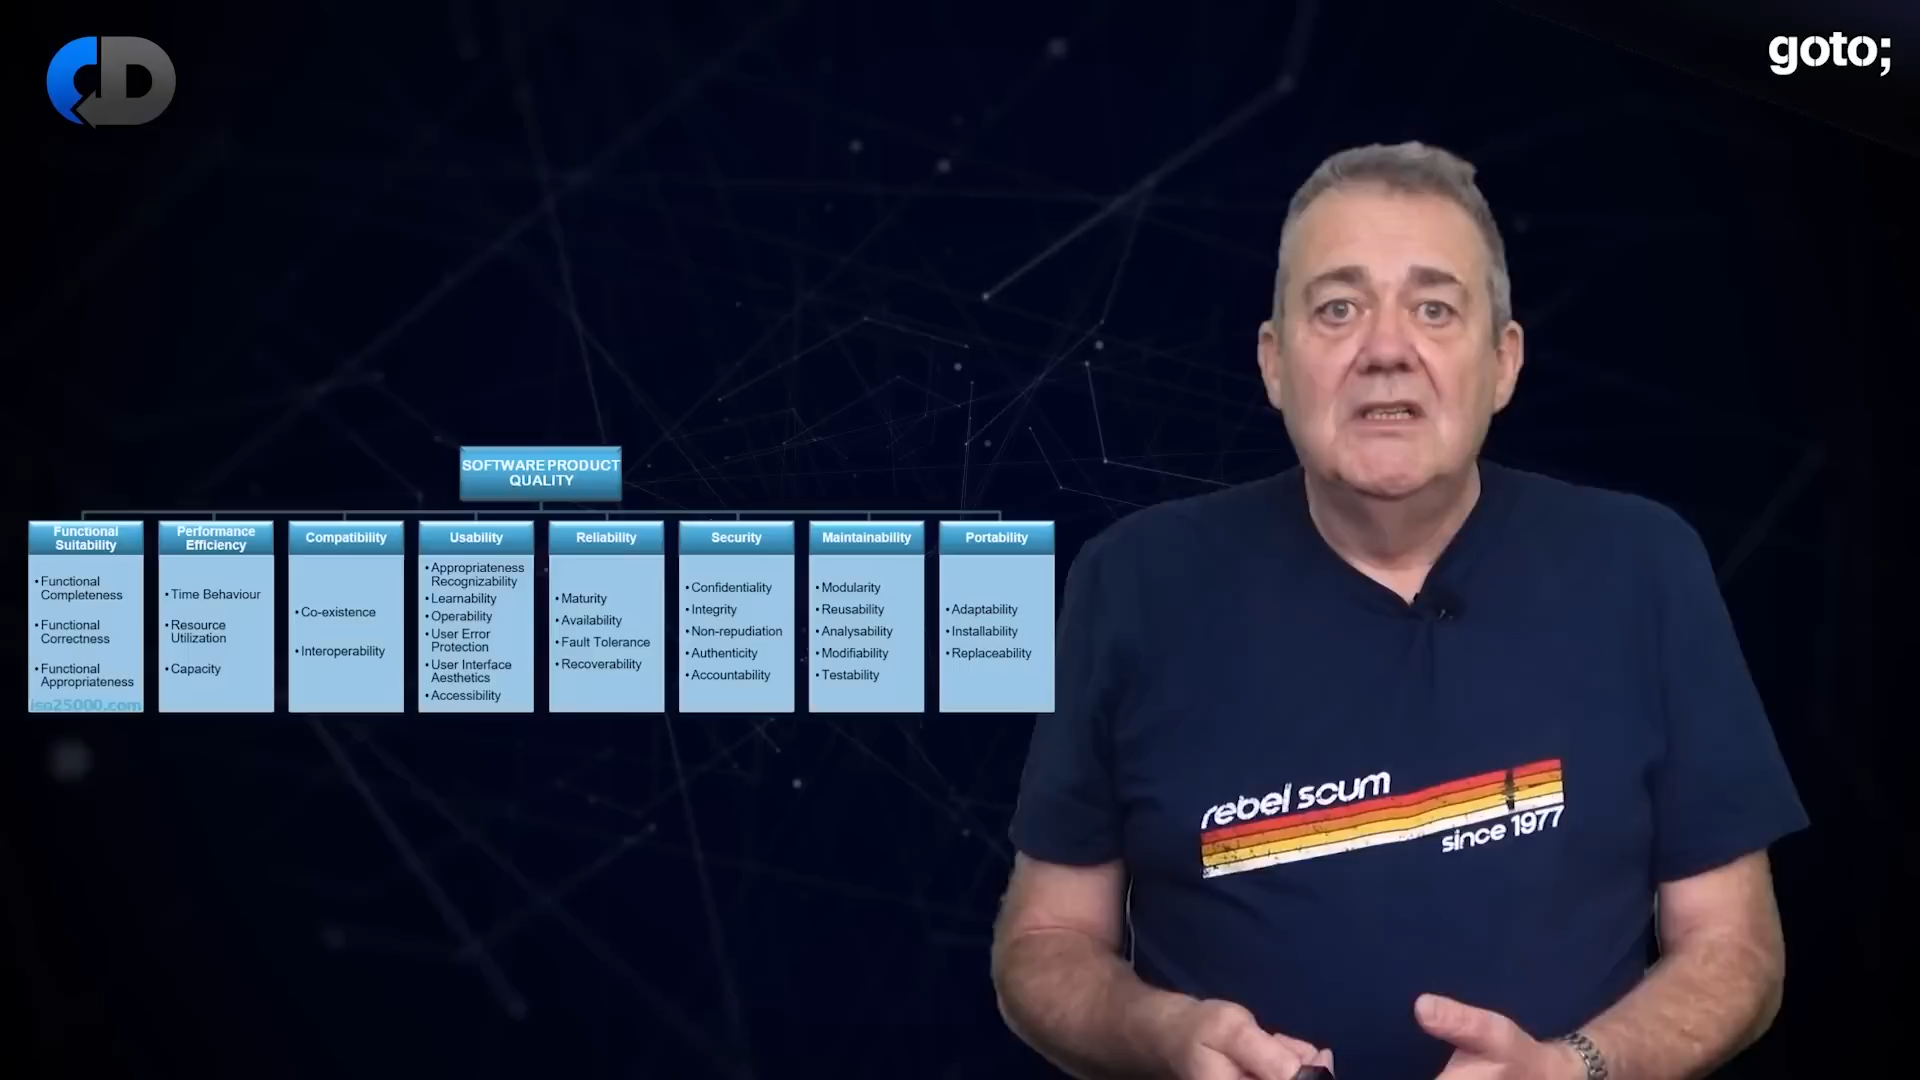 goto;
CD
SOFTWARE PRODUCT
QUALITY
Functional
Suitability
• Functional
Completeness
• Functional
Correctness
• Functional
Appropriateness
iso25000.com
Performance
Efficiency
• Time Behaviour
• Resource
Utilization
• Capacity
Compatibility
• Co-existence
• Interoperability
Usability
• Appropriateness
Recognizability
• Learnability
• Operability
• User Error
Protection
• User Interface
Aesthetics
• Accessibility
Reliability
• Maturity
• Availability
• Fault Tolerance
• Recoverability
Security
• Confidentiality
• Integrity
• Non-repudiation
• Authenticity
• Accountability
Maintainability
• Modularity
• Reusability
• Analysability
• Modifiability
• Testability
Portability
• Adaptability
• Installability
• Replaceability
rebel scum
since 1977